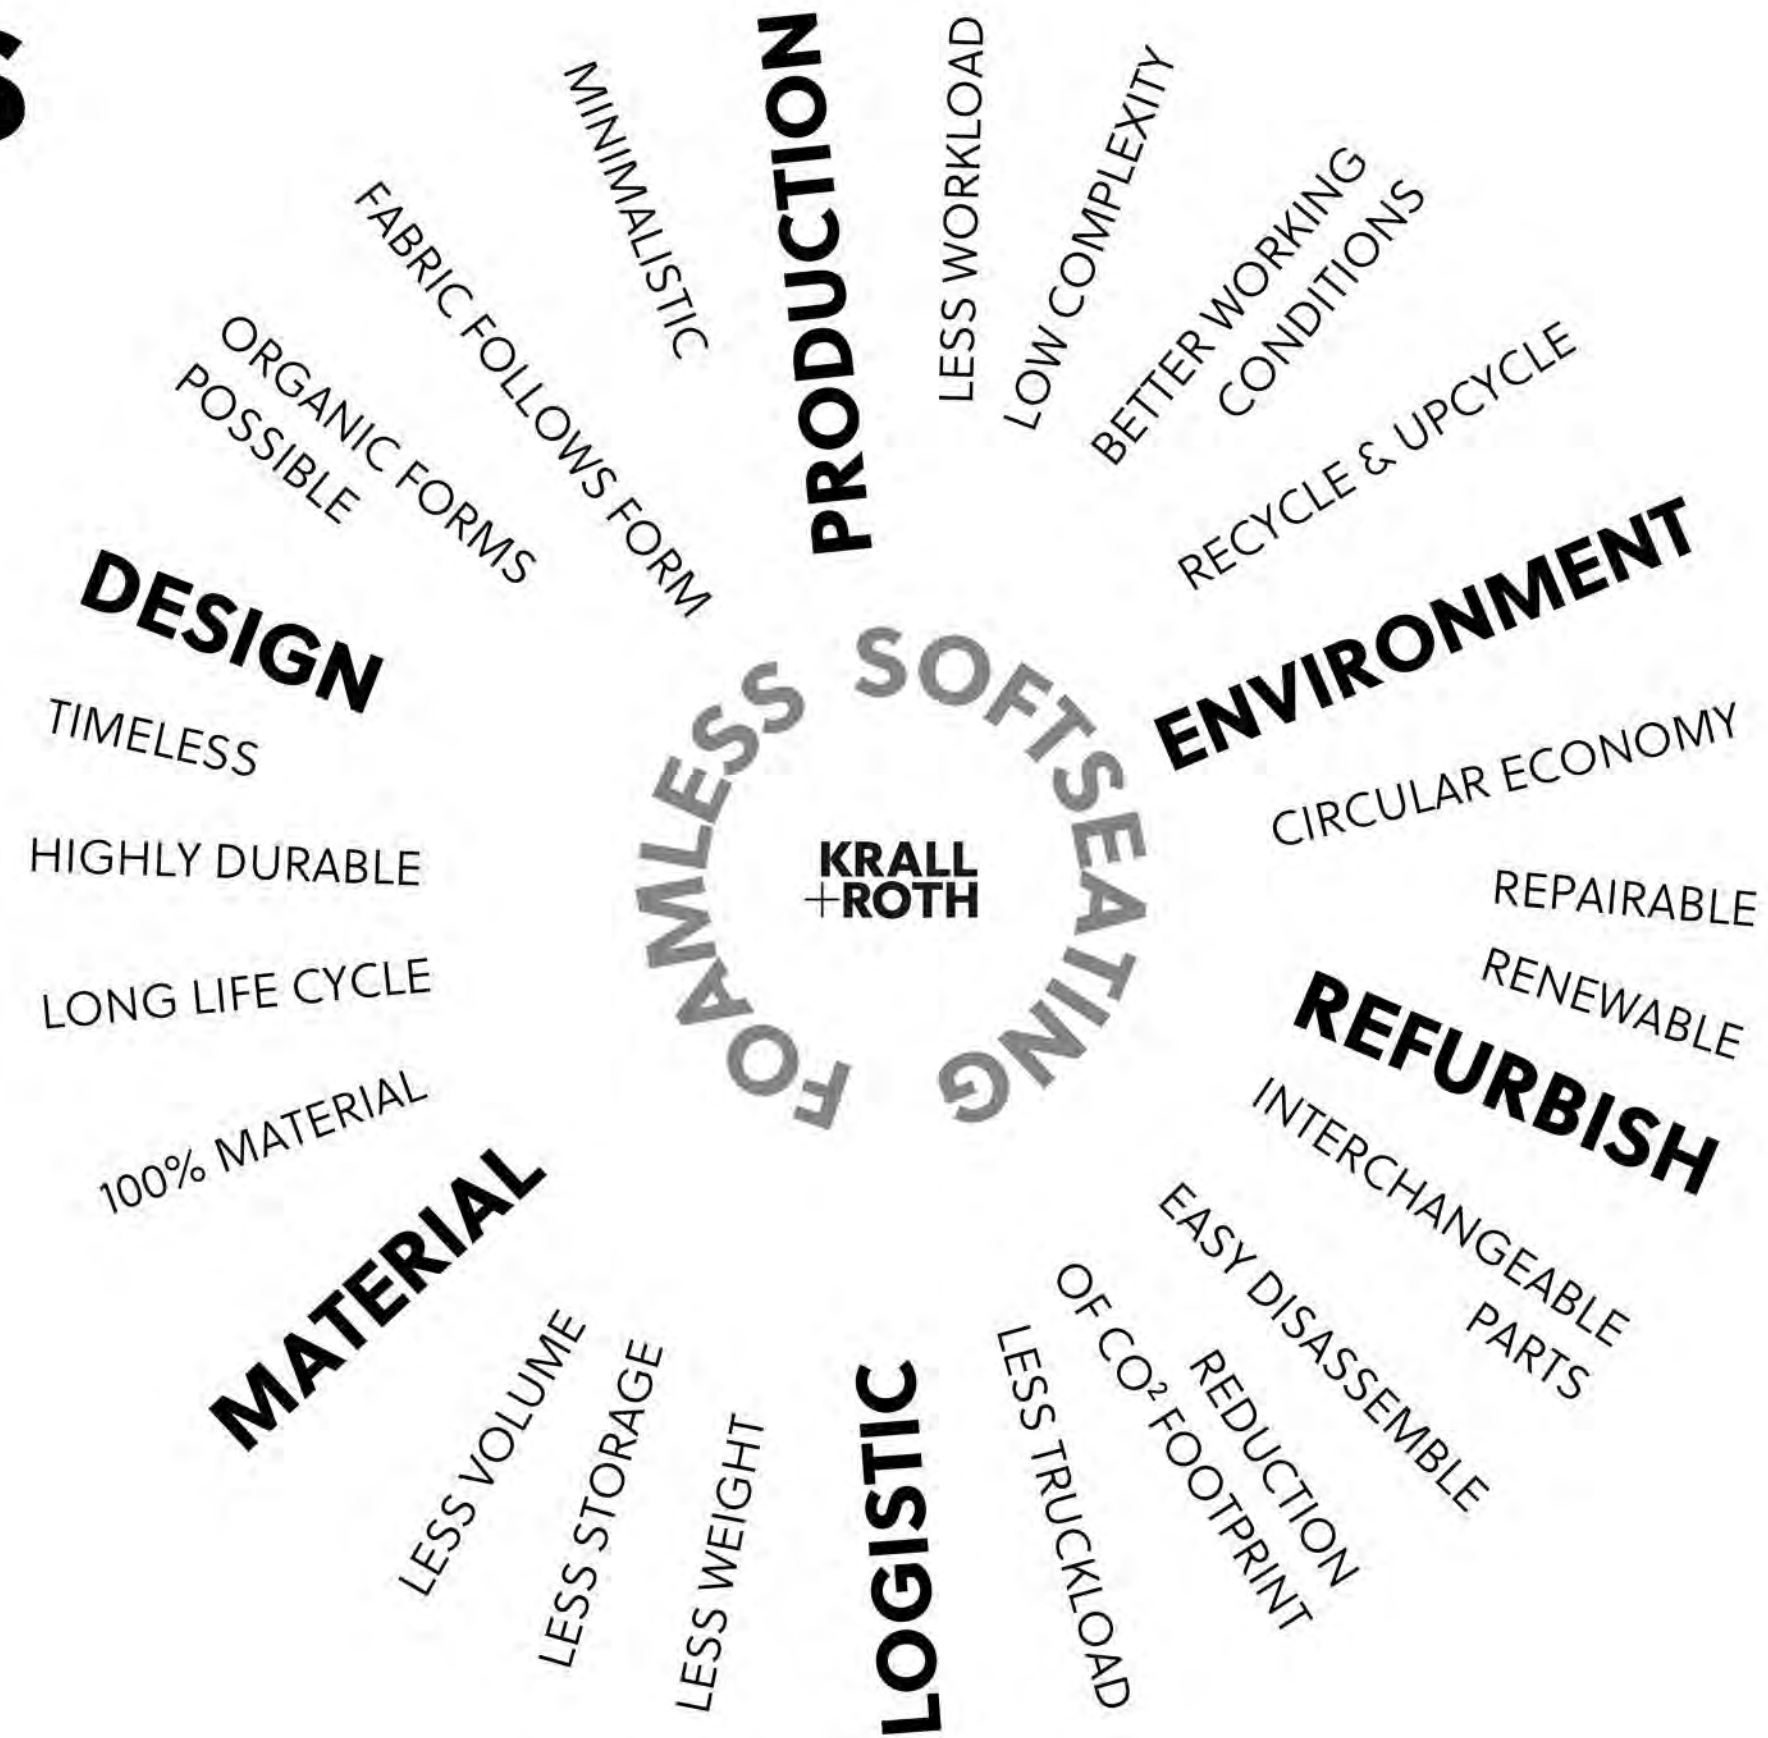 S
PRODUCTION
LESS WORKLOAD
LOW COMPLEXITY
BETTER WORKING
CONDITIONS
RECYCLE & UPCYCLE
ENVIRONMENT
CIRCULAR ECONOMY
REPAIRABLE
RENEWABLE
REFURBISH
INTERCHANGEABLE
PARTS
EASY DISASSEMBLE
REDUCTION
OF CO² FOOTPRINT
LESS TRUCKLOAD
LOGISTIC
LESS WEIGHT
LESS STORAGE
LESS VOLUME
MATERIAL
100% MATERIAL
LONG LIFE CYCLE
HIGHLY DURABLE
TIMELESS
DESIGN
ORGANIC FORMS
POSSIBLE
FABRIC FOLLOWS FORM
MINIMALISTIC
FOAMLESS SOFTSEATING
KRALL
+ROTH